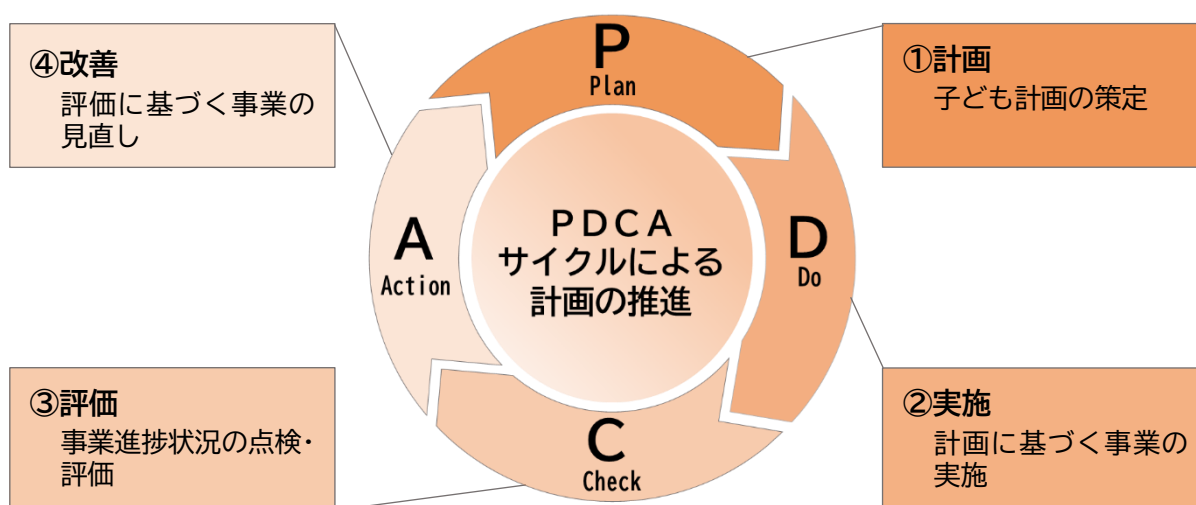 ④改善
評価に基づく事業の
見直し
P
Plan
①計画
子ども計画の策定
A
Action
PDCA
サイクルによる
計画の推進
D
Do
③評価
事業進捗状況の点検・
評価
C
Check
②実施
計画に基づく事業の
実施